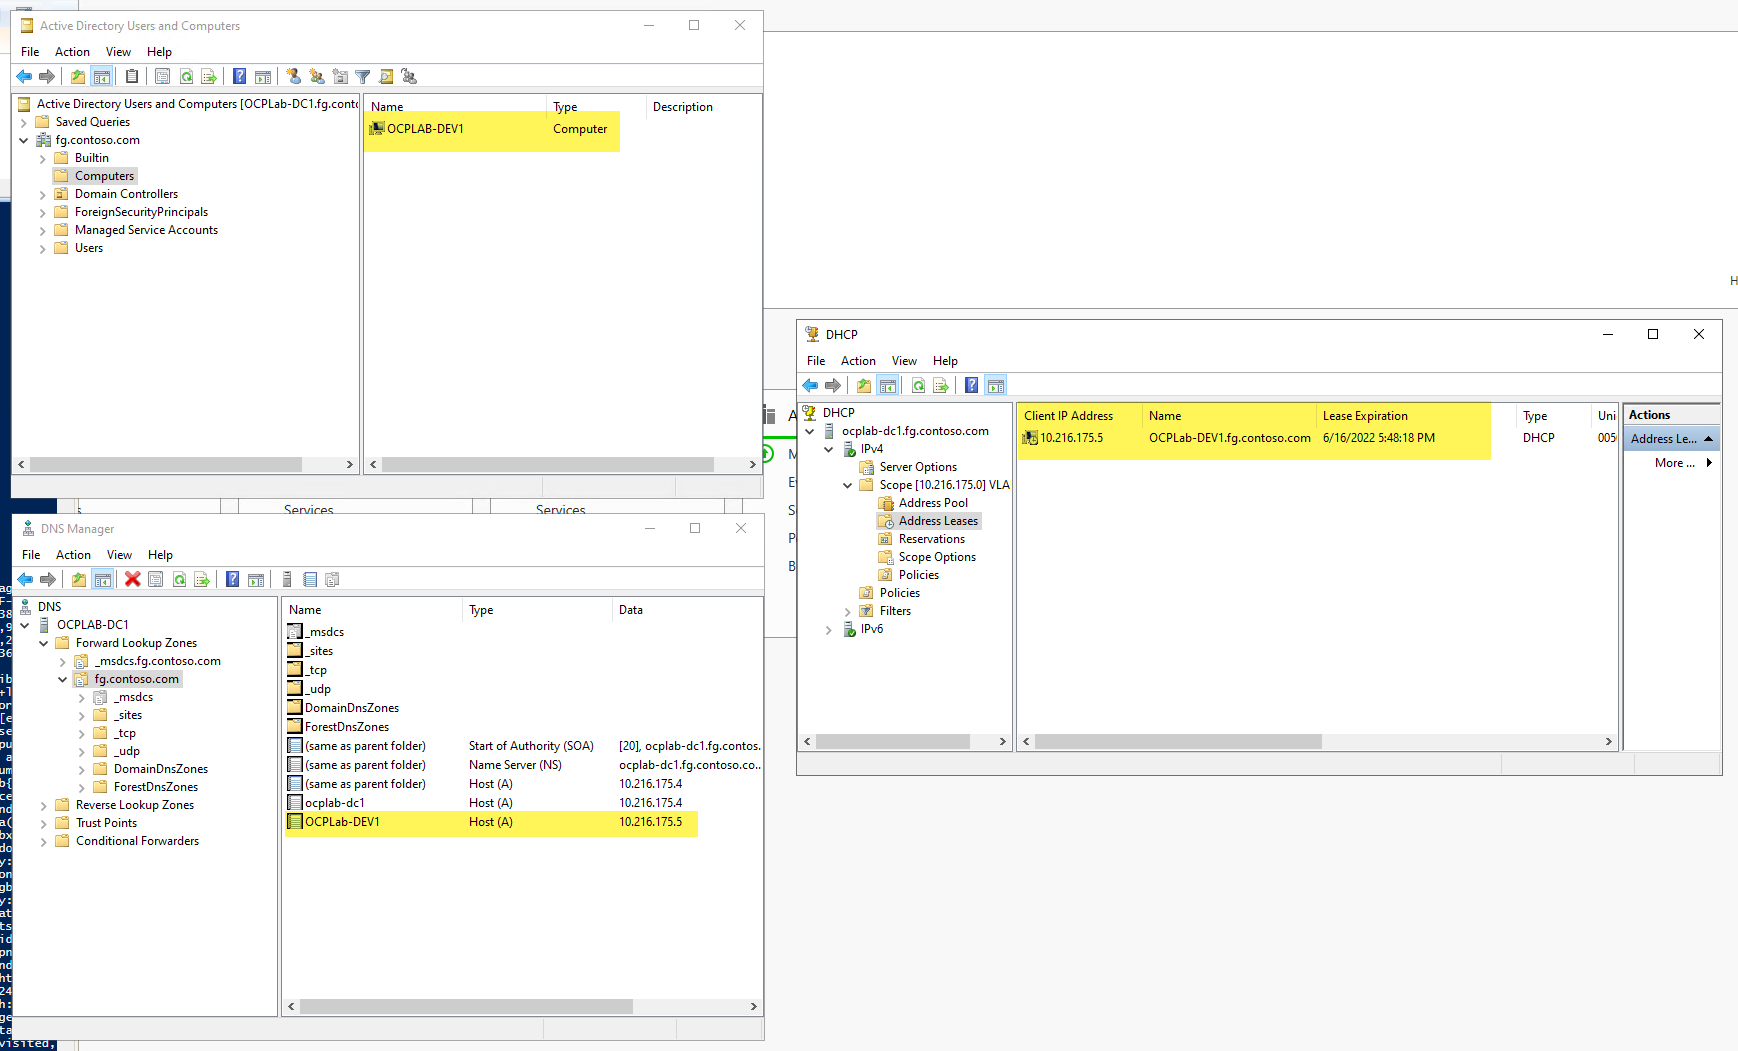 Active Directory Users and Computers
File Action View Help
Active Directory Users and Computers [OCPLab-DC1.fg.conto
Saved Queries
fg.contoso.com
Builtin
Computers
Domain Controllers
ForeignSecurityPrincipals
Managed Service Accounts
Users
Name Type Description
OCPLAB-DEV1 Computer
Services Services
DNS Manager
File Action View Help
DNS
OCPLAB-DC1
Forward Lookup Zones
_msdcs.fg.contoso.com
fg.contoso.com
_msdcs
_sites
_tcp
_udp
DomainDnsZones
ForestDnsZones
Reverse Lookup Zones
Trust Points
Conditional Forwarders
Name Type Data
_msdcs
_sites
_tcp
_udp
DomainDnsZones
ForestDnsZones
(same as parent folder) Start of Authority (SOA) [20], ocplab-dc1.fg.contos.
(same as parent folder) Name Server (NS) ocplab-dc1.fg.contoso.co..
(same as parent folder) Host (A) 10.216.175.4
ocplab-dc1 Host (A) 10.216.175.4
OCPLab-DEV1 Host (A) 10.216.175.5
DHCP
File Action View Help
DHCP
ocplab-dc1.fg.contoso.com
IPv4
Server Options
Scope [10.216.175.0] VLA
Address Pool
Address Leases
Reservations
Scope Options
Policies
Policies
Filters
IPv6
Client IP Address Name Lease Expiration Type Uni
10.216.175.5 OCPLab-DEV1.fg.contoso.com 6/16/2022 5:48:18 PM DHCP 005
Actions
Address Le...
More ...
visited,